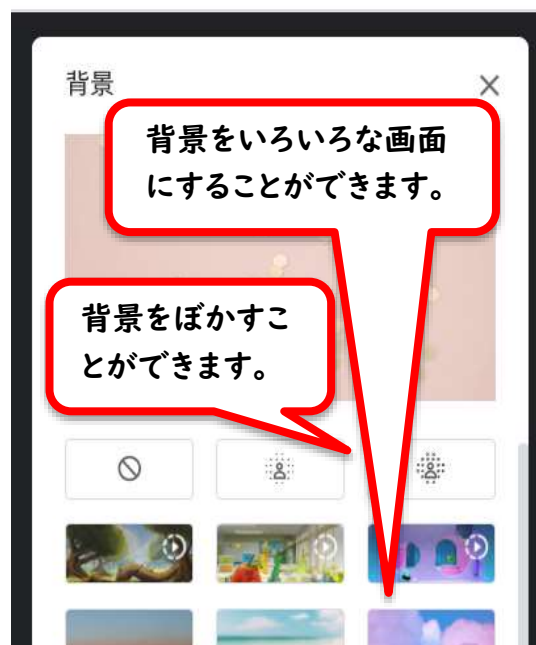 背景
背景をいろいろな画面
にすることができます。
背景をぼかすこ
とができます。